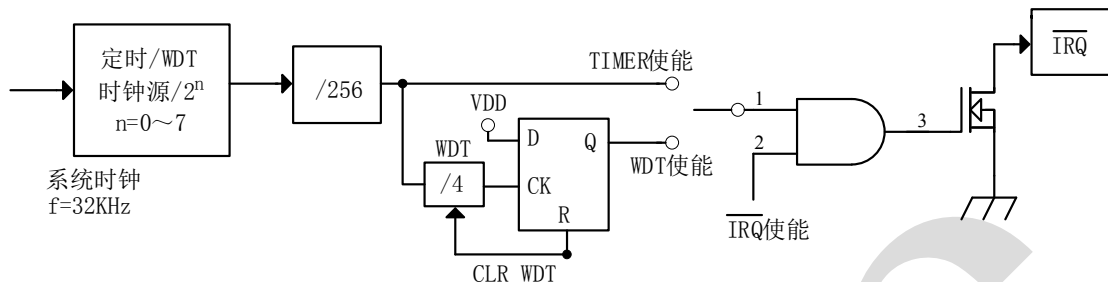 定时/WDT
时钟源/2ⁿ
n=0～7
系统时钟
f=32KHz
/256
TIMER使能
VDD
D
Q
WDT
/4
CK
R
CLR WDT
WDT使能
1
2
3
IRQ使能
IRQ